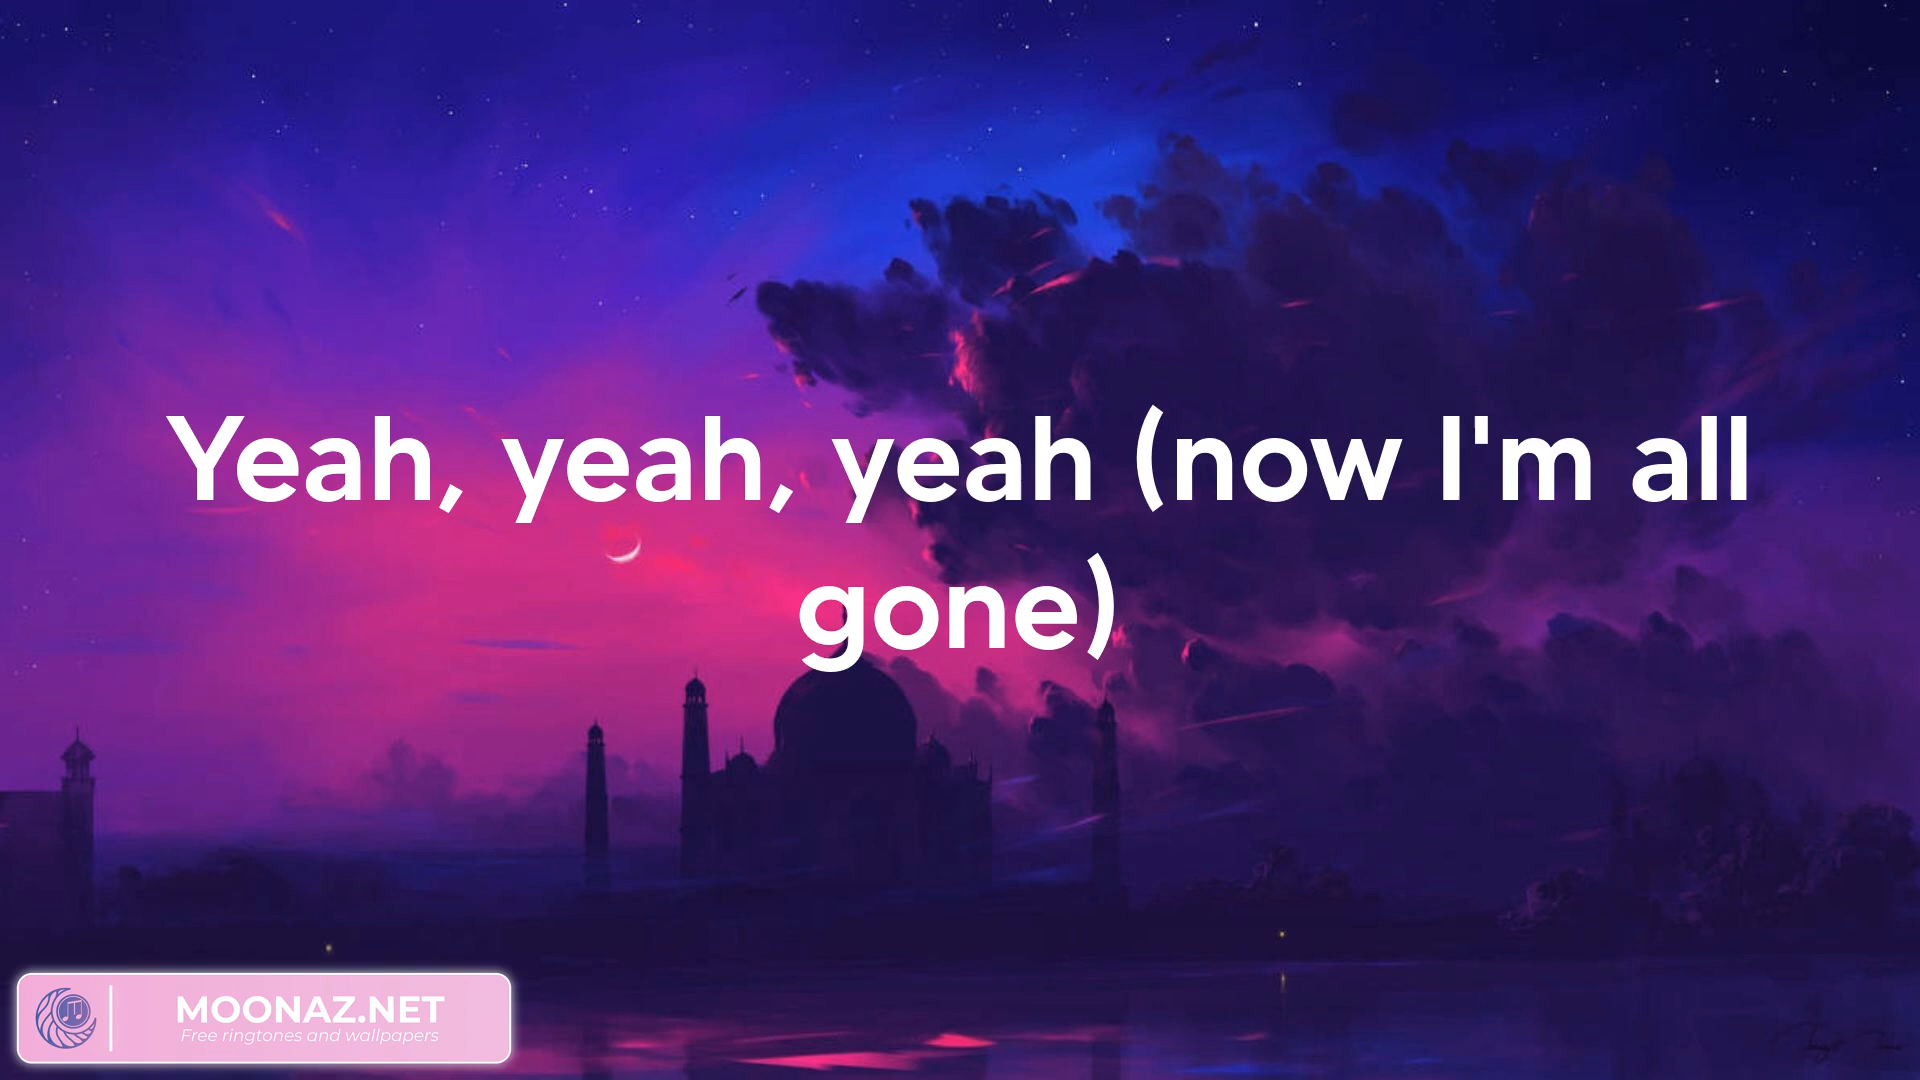 Yeah, yeah, yeah (now I'm all
gone)
MOONAZ.NET
Free ringtones and wallpapers